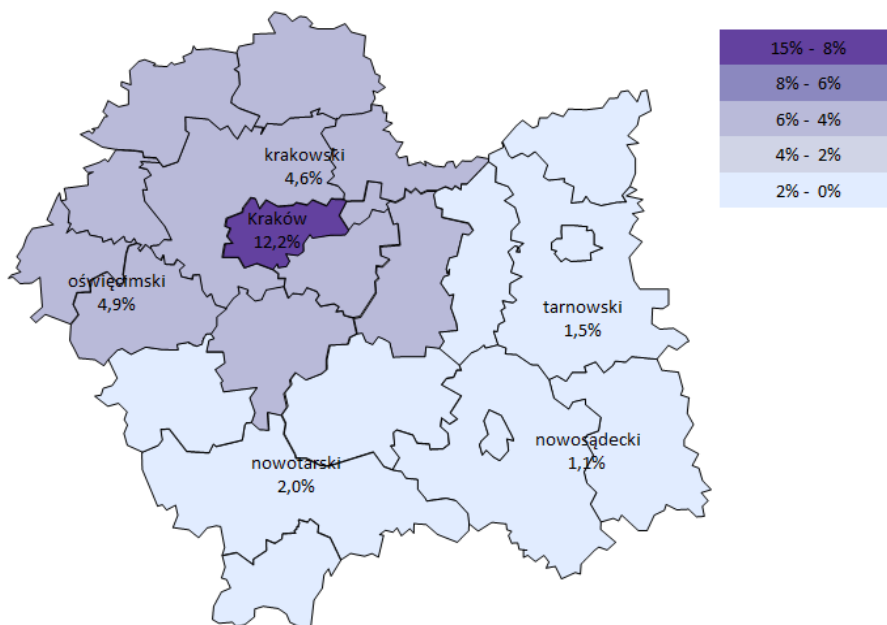 15% - 8%
8% - 6%
6% - 4%
4% - 2%
2% - 0%
krakowski
4,6%
Kraków
12,2%
oświęcimski
4,9%
tarnowski
1,5%
nowosądecki
1,1%
nowotarski
2,0%